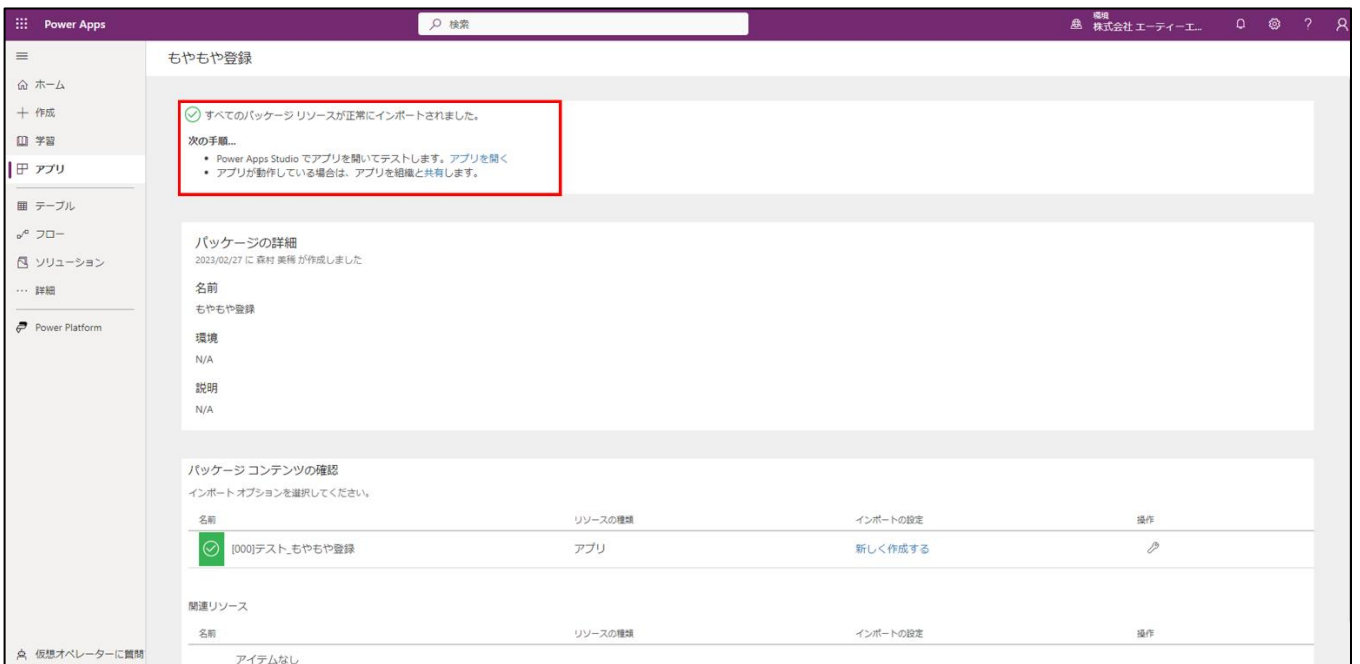 Power Apps
検索
環境
株式会社 エーティーエ...
?
もやもや登録
ホーム
作成
学習
アプリ
テーブル
フロー
ソリューション
詳細
Power Platform
仮想オペレーターに質問
すべてのパッケージ リソースが正常にインポートされました。
次の手順...
• Power Apps Studio でアプリを開いてテストします。アプリを開く
• アプリが動作している場合は、アプリを組織と共有します。
パッケージの詳細
2023/02/27 に 森村 美稀 が作成しました
名前
もやもや登録
環境
N/A
説明
N/A
パッケージ コンテンツの確認
インポート オプションを選択してください。
名前 リソースの種類 インポートの設定 操作
[000]テスト_もやもや登録 アプリ 新しく作成する
関連リソース
名前 リソースの種類 インポートの設定 操作
アイテムなし